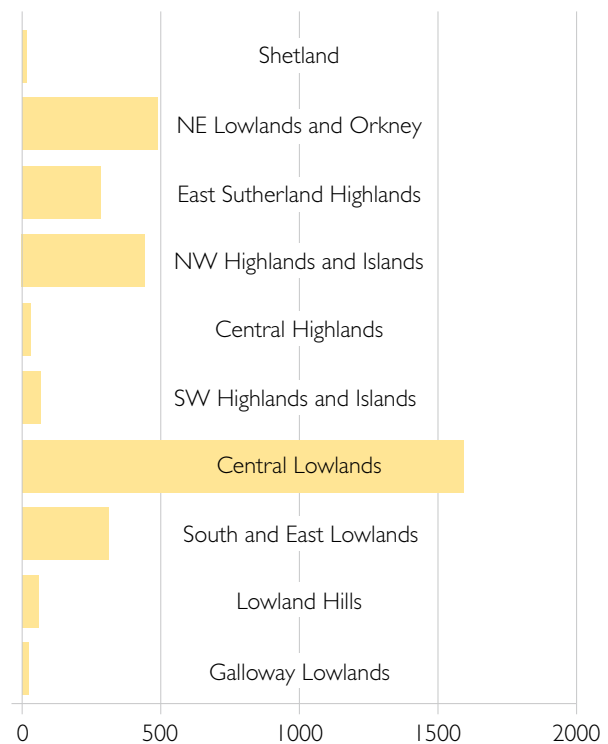 Shetland
NE Lowlands and Orkney
East Sutherland Highlands
NW Highlands and Islands
Central Highlands
SW Highlands and Islands
Central Lowlands
South and East Lowlands
Lowland Hills
Galloway Lowlands
0 500 1000 1500 2000